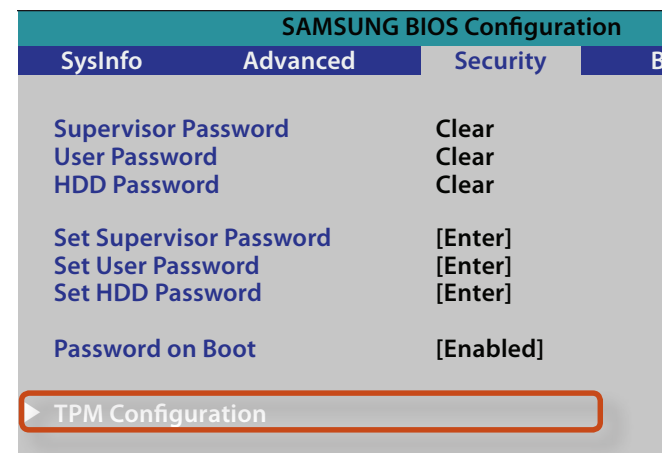 SAMSUNG BIOS Configuration
SysInfo Advanced Security B
Supervisor Password Clear
User Password Clear
HDD Password Clear
Set Supervisor Password [Enter]
Set User Password [Enter]
Set HDD Password [Enter]
Password on Boot [Enabled]
TPM Configuration